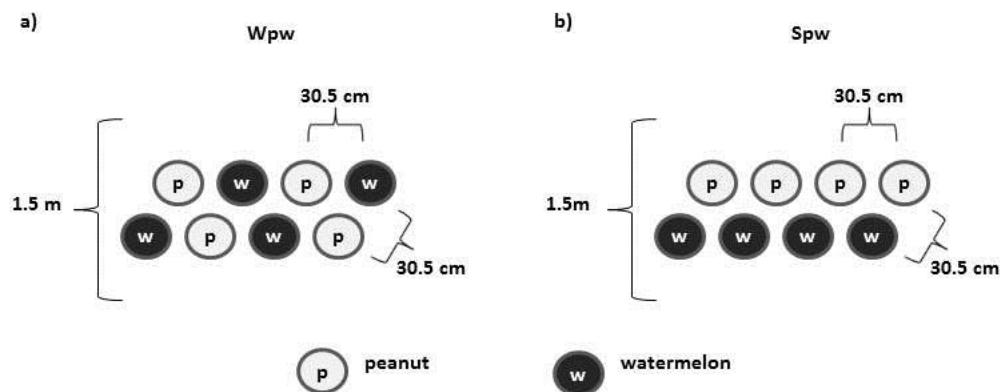 a)
Wpw
30.5 cm
1.5 m
p w p w
w p w p
30.5 cm
b)
Spw
30.5 cm
1.5m
p p p p
w w w w
30.5 cm
p peanut
w watermelon